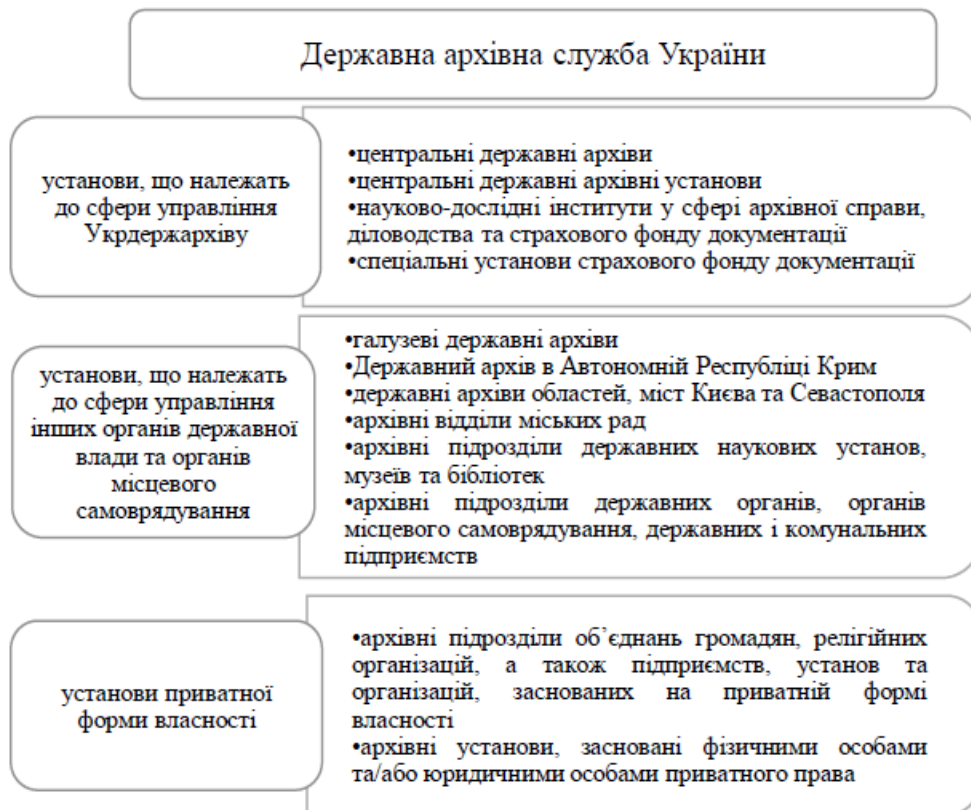 Державна архівна служба України
установи, що належать
до сфери управління
Укрдержархіву
•центральні державні архіви
•центральні державні архівні установи
•науково-дослідні інститути у сфері архівної справи,
діловодства та страхового фонду документації
•спеціальні установи страхового фонду документації
установи, що належать
до сфери управління
інших органів державної
влади та органів
місцевого
самоврядування
•галузеві державні архіви
•Державний архів в Автономній Республіці Крим
•державні архіви областей, міст Києва та Севастополя
•архівні відділи міських рад
•архівні підрозділи державних наукових установ,
музеїв та бібліотек
•архівні підрозділи державних органів, органів
місцевого самоврядування, державних і комунальних
підприємств
установи приватної
форми власності
•архівні підрозділи об’єднань громадян, релігійних
організацій, а також підприємств, установ та
організацій, заснованих на приватній формі
власності
•архівні установи, засновані фізичними особами
та/або юридичними особами приватного права